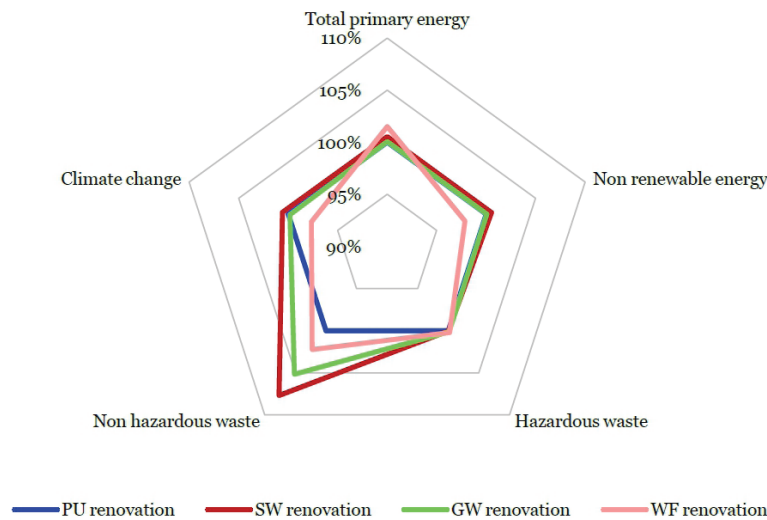 Total primary energy
110%
105%
100%
95%
90%
Climate change
Non renewable energy
Non hazardous waste
Hazardous waste
PU renovation SW renovation GW renovation WF renovation